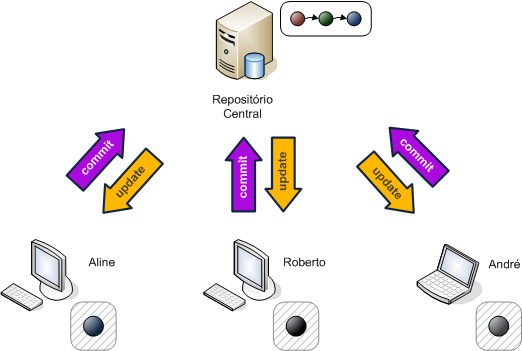 Repositório
Central
commit
update
commit
update
update
commit
Aline
Roberto
André